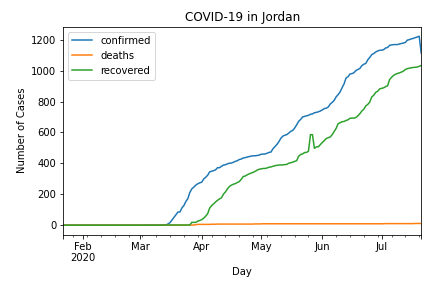 COVID-19 in Jordan
confirmed
deaths
recovered
Number of Cases
1200
1000
800
600
400
200
0
Feb Mar Apr May Jun Jul
2020
Day